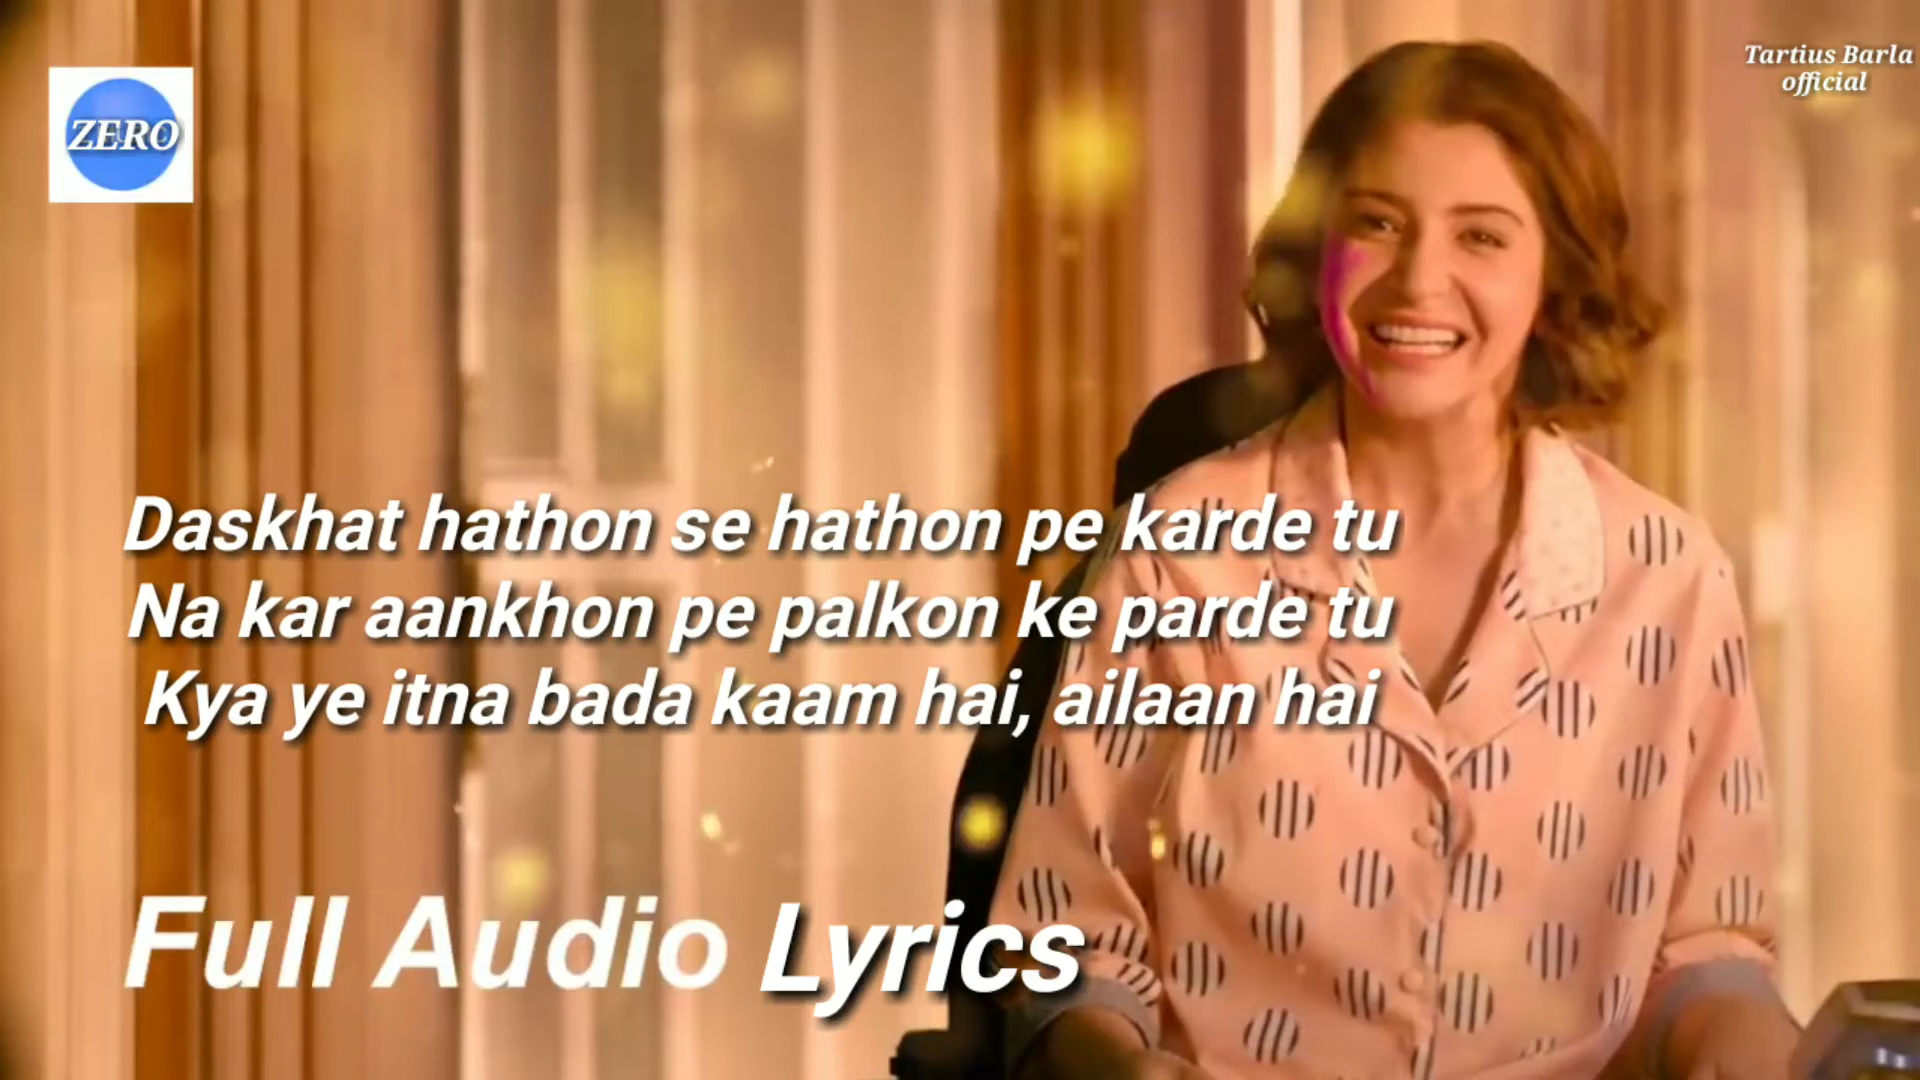 ZERO
Tartius Barla
official
Daskhat hathon se hathon pe karde tu
Na kar aankhon pe palkon ke parde tu
Kya ye itna bada kaam hai, ailaan hai
Full Audio Lyrics